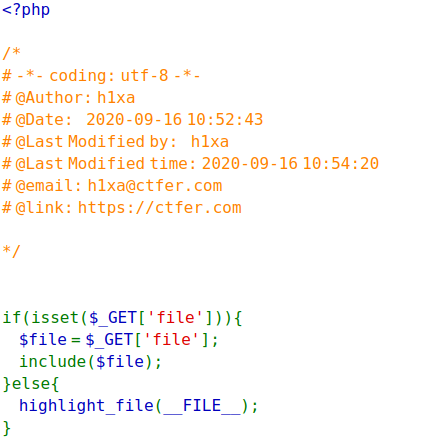 <?php
/*
# -*- coding: utf-8 -*-
# @Author: h1xa
# @Date:   2020-09-16 10:52:43
# @Last Modified by:   h1xa
# @Last Modified time: 2020-09-16 10:54:20
# @email: h1xa@ctfer.com
# @link: https://ctfer.com
*/
if(isset($_GET['file'])){
    $file = $_GET['file'];
    include($file);
}else{
    highlight_file(__FILE__);
}